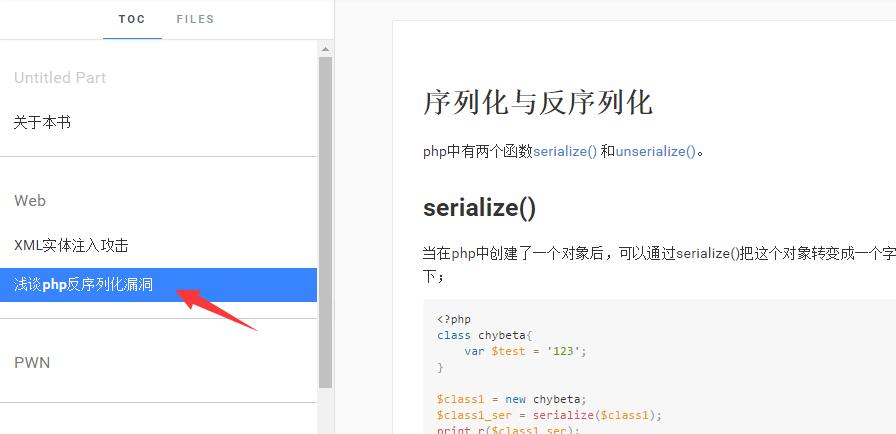 TOC FILES
Untitled Part
关于本书
Web
XML实体注入攻击
浅谈php反序列化漏洞
PWN
序列化与反序列化
php中有两个函数serialize() 和unserialize()。
serialize()
当在php中创建了一个对象后，可以通过serialize()把这个对象转变成一个字
下；
<?php
class chybeta{
    var $test = '123';
}
$class1 = new chybeta;
$class1_ser = serialize($class1);
print_r($class1_ser);